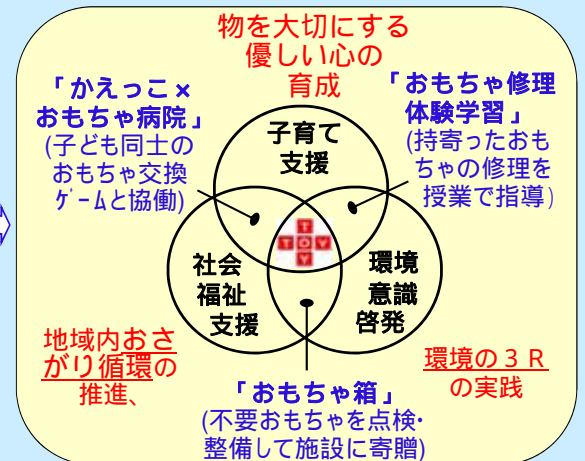 物を大切にする
優しい心の
育成
「かえっこ×
おもちゃ病院」
(子ども同士の
おもちゃ交換
ゲームと協働)
「おもちゃ修理
体験学習」
(持寄ったおも
ちゃの修理を
授業で指導)
子育て
支援
T
TOY
Y
社会
福祉
支援
環境
意識
啓発
地域内おさ
がり循環の
推進、
環境の3R
の実践
「おもちゃ箱」
(不要おもちゃを点検・
整備して施設に寄贈)